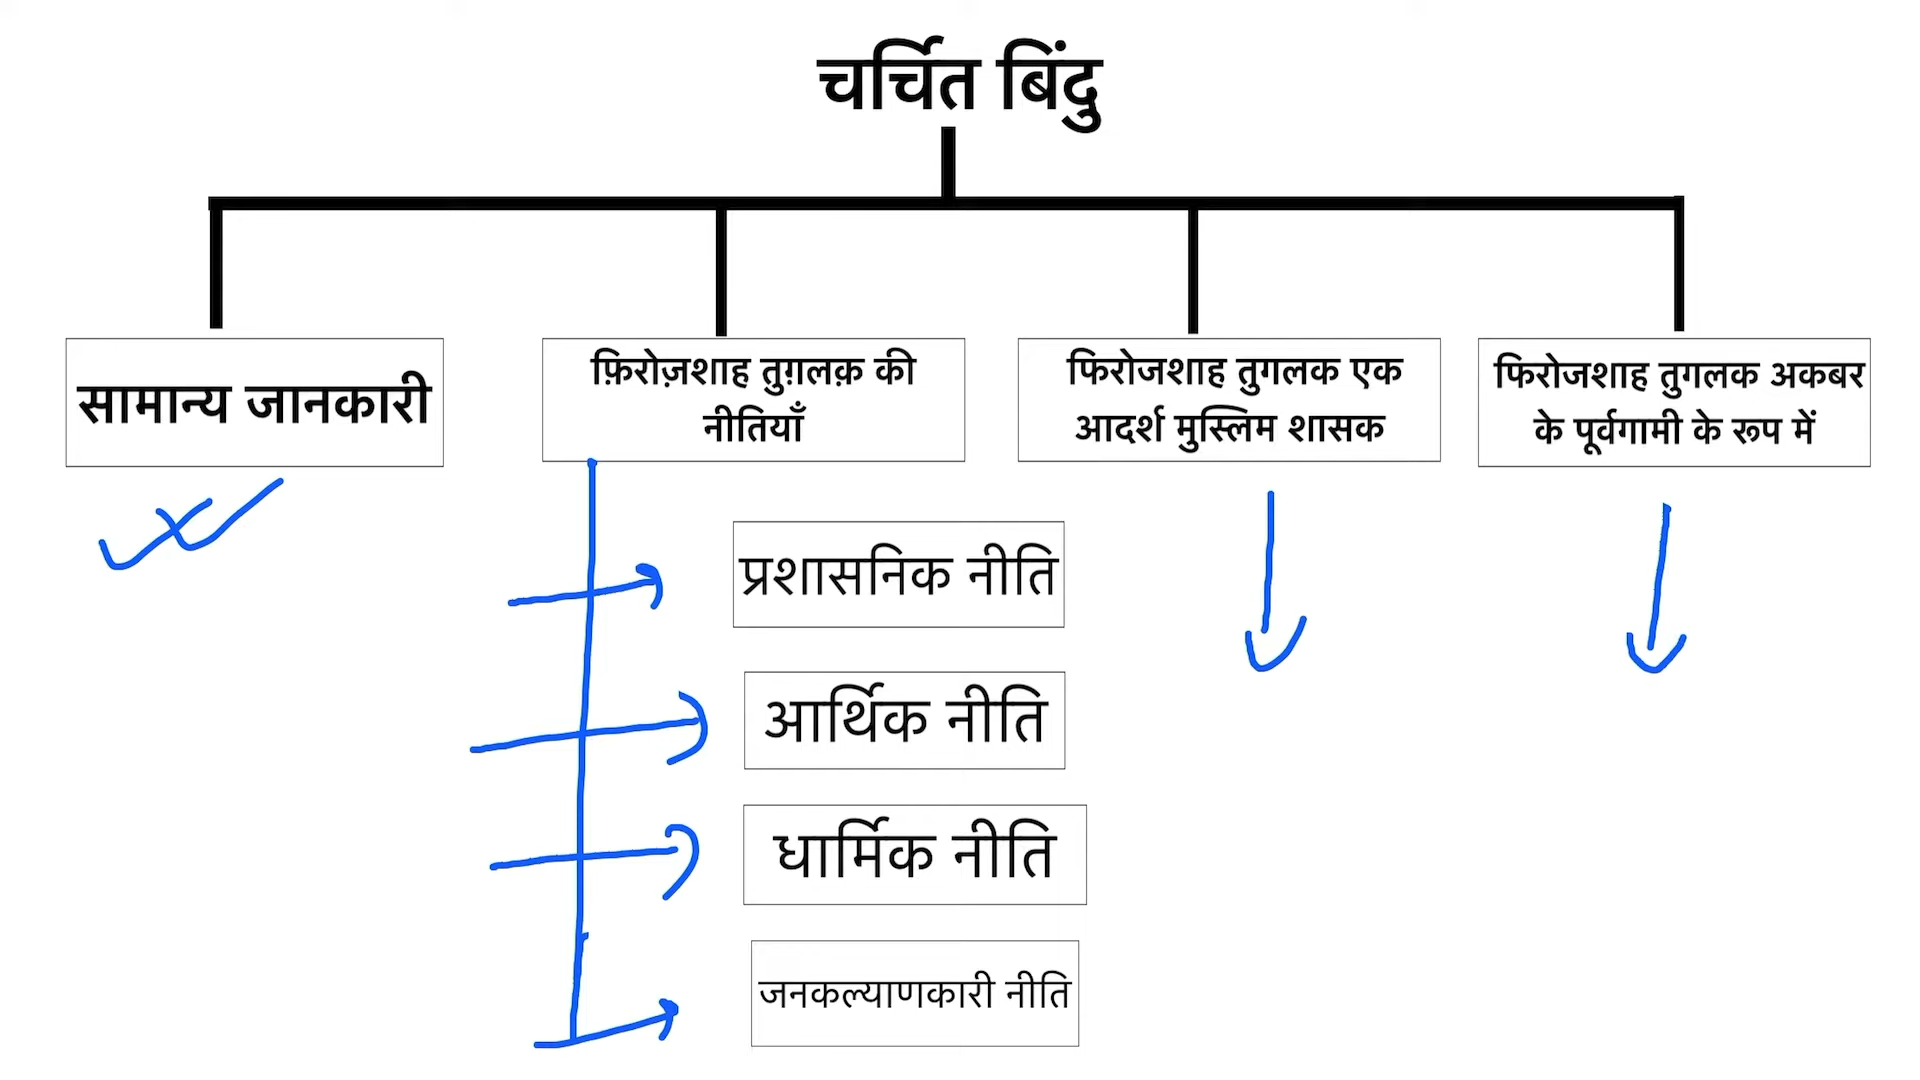 चर्चित बिंदु
सामान्य जानकारी
फ़िरोज़शाह तुग़लक़ की
नीतियाँ
फिरोजशाह तुगलक एक
आदर्श मुस्लिम शासक
फिरोजशाह तुगलक अकबर
के पूर्वगामी के रूप में
प्रशासनिक नीति
आर्थिक नीति
धार्मिक नीति
जनकल्याणकारी नीति